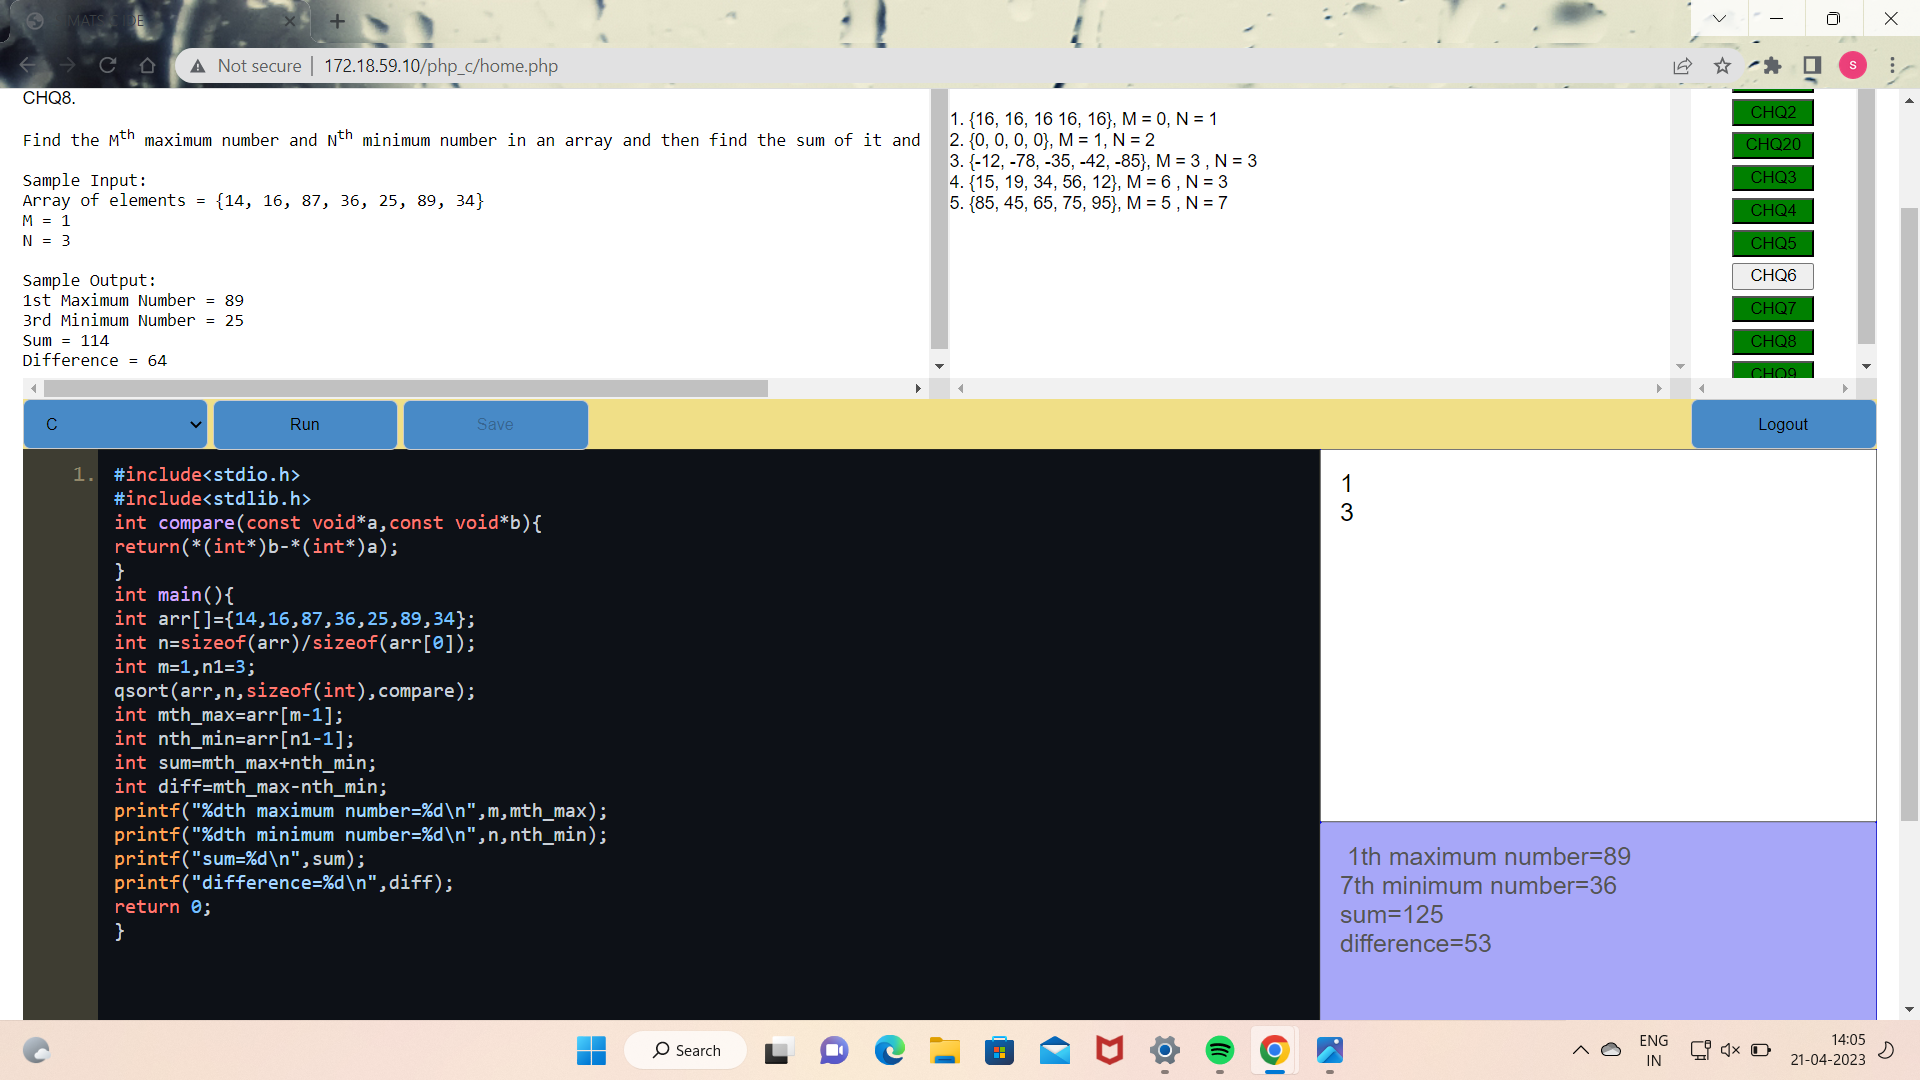 Not secure | 172.18.59.10/php_c/home.php
S
CHQ8.
Find the Mth maximum number and Nth minimum number in an array and then find the sum of it and
Sample Input:
Array of elements = {14, 16, 87, 36, 25, 89, 34}
M = 1
N = 3
Sample Output:
1st Maximum Number = 89
3rd Minimum Number = 25
Sum = 114
Difference = 64
1. {16, 16, 16 16, 16}, M = 0, N = 1
2. {0, 0, 0, 0}, M = 1, N = 2
3. {-12, -78, -35, -42, -85}, M = 3 , N = 3
4. {15, 19, 34, 56, 12}, M = 6 , N = 3
5. {85, 45, 65, 75, 95}, M = 5 , N = 7
CHQ2
CHQ20
CHQ3
CHQ4
CHQ5
CHQ6
CHQ7
CHQ8
CHQ9
C
Run
Save
Logout
1.
#include<stdio.h>
#include<stdlib.h>
int compare(const void*a,const void*b){
return(*(int*)b-*(int*)a);
}
int main(){
int arr[]={14,16,87,36,25,89,34};
int n=sizeof(arr)/sizeof(arr[0]);
int m=1,n1=3;
qsort(arr,n,sizeof(int),compare);
int mth_max=arr[m-1];
int nth_min=arr[n1-1];
int sum=mth_max+nth_min;
int diff=mth_max-nth_min;
printf("%dth maximum number=%d\n",m,mth_max);
printf("%dth minimum number=%d\n",n,nth_min);
printf("sum=%d\n",sum);
printf("difference=%d\n",diff);
return 0;
}
1
3
1th maximum number=89
7th minimum number=36
sum=125
difference=53
Search
ENG
IN
14:05
21-04-2023